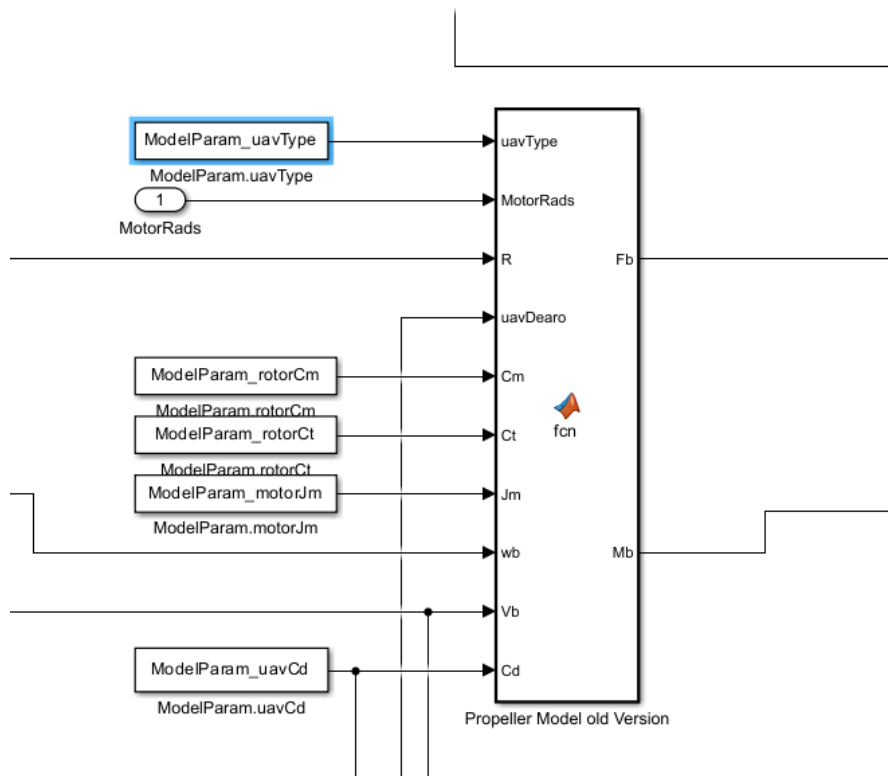 ModelParam_uavType
ModelParam.uavType
1
MotorRads
ModelParam_rotorCm
ModelParam.rotorCm
ModelParam_rotorCt
ModelParam.rotorCt
ModelParam_motorJm
ModelParam.motorJm
ModelParam_uavCd
ModelParam.uavCd
uavType
MotorRads
R
uavDearo
Cm
Ct
Jm
wb
Vb
Cd
fcn
Fb
Mb
Propeller Model old Version